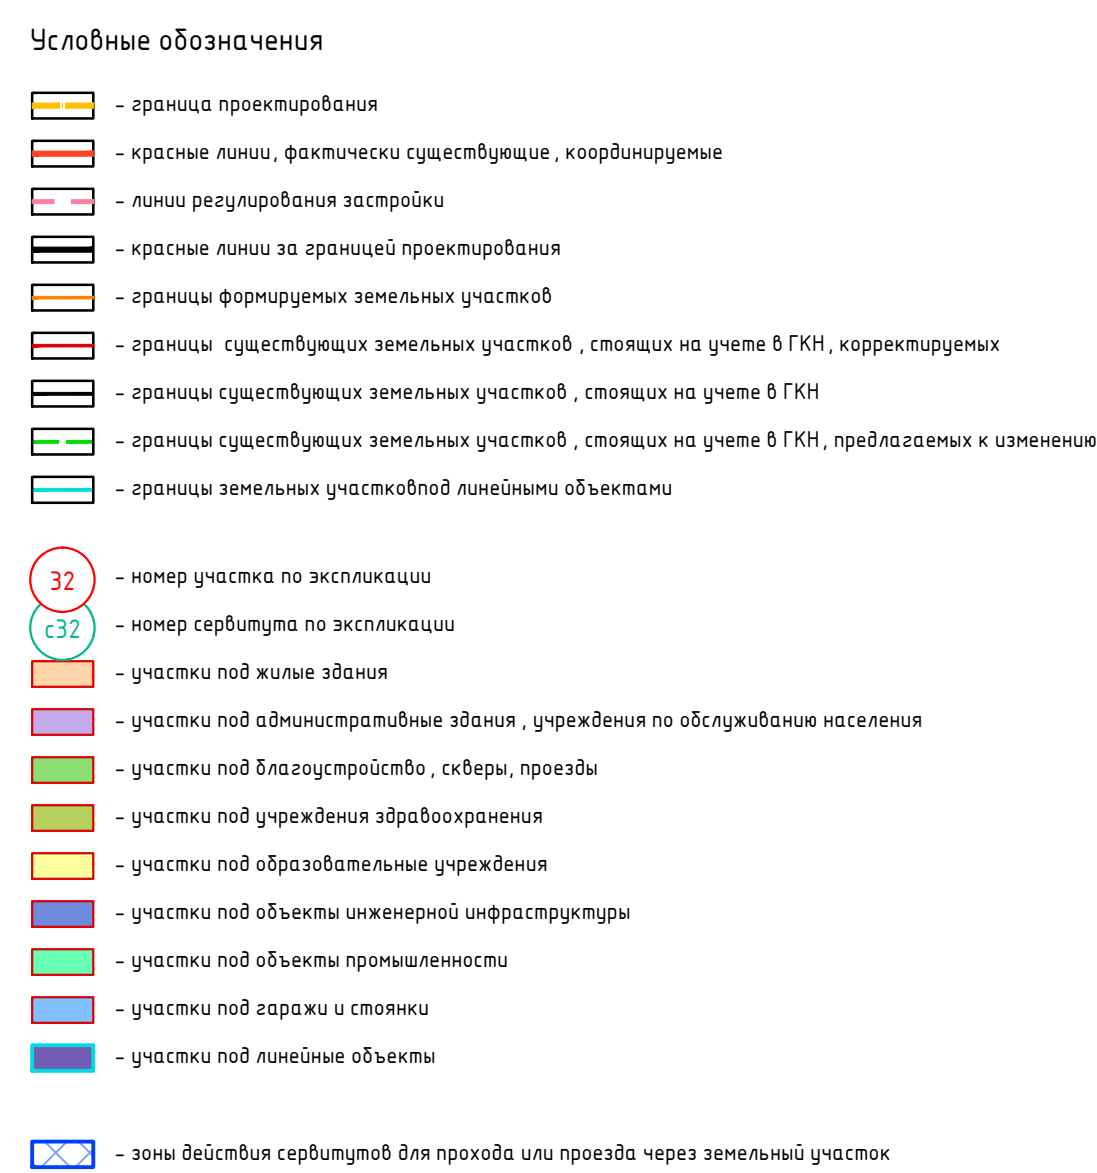 Условные обозначения
– граница проектирования
– красные линии, фактически существующие, координируемые
– линии регулирования застройки
– красные линии за границей проектирования
– границы формируемых земельных участков
– границы существующих земельных участков, стоящих на учете в ГКН, корректируемых
– границы существующих земельных участков, стоящих на учете в ГКН
– границы существующих земельных участков, стоящих на учете в ГКН, предлагаемых к изменению
– границы земельных участковпод линейными объектами
32 – номер участка по экспликации
с32 – номер сервитута по экспликации
– участки под жилые здания
– участки под административные здания, учреждения по обслуживанию населения
– участки под благоустройство, скверы, проезды
– участки под учреждения здравоохранения
– участки под образовательные учреждения
– участки под объекты инженерной инфраструктуры
– участки под объекты промышленности
– участки под гаражи и стоянки
– участки под линейные объекты
– зоны действия сервитутов для прохода или проезда через земельный участок